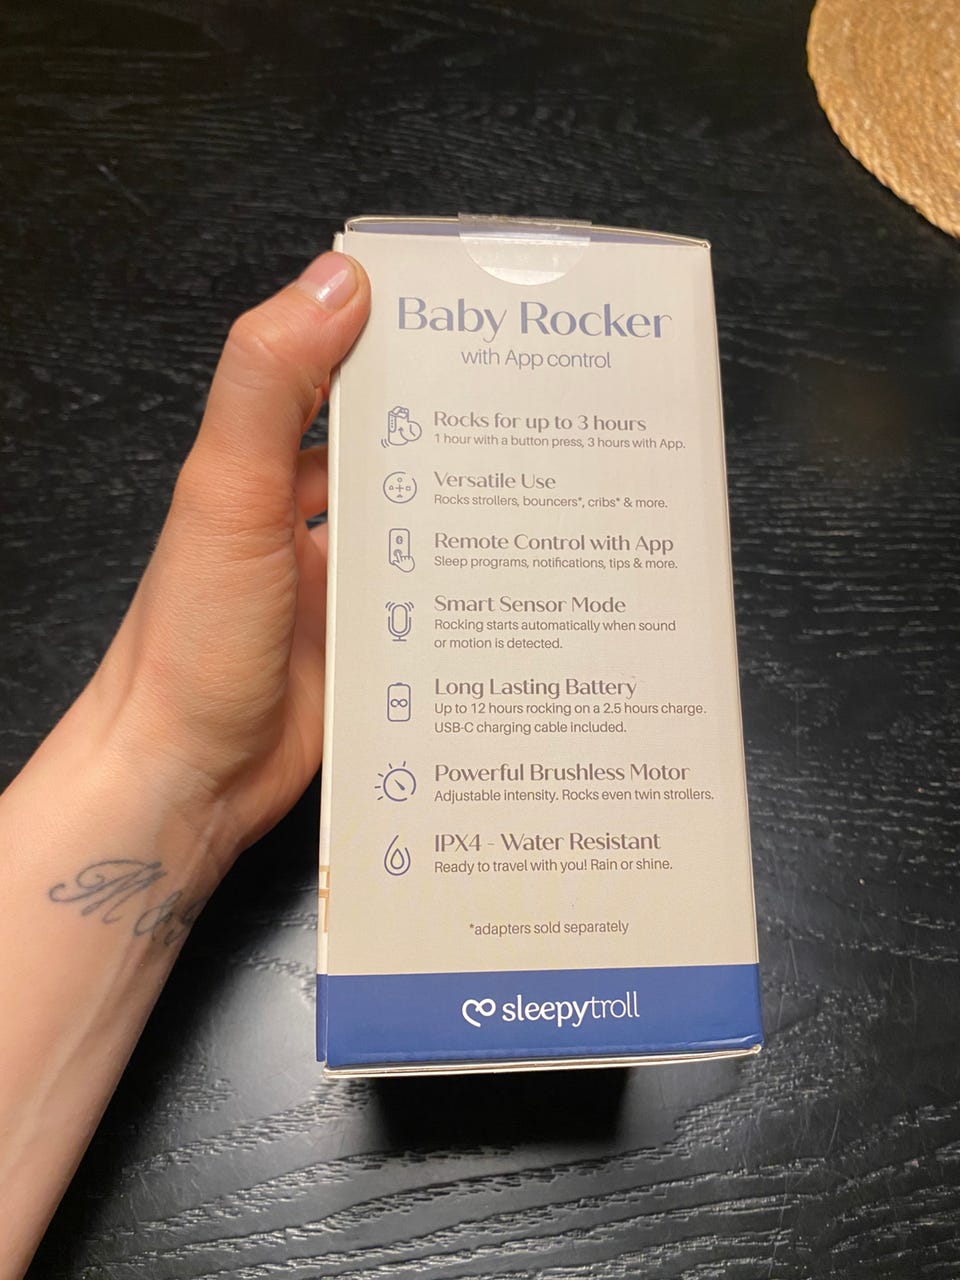 Baby Rocker
with App control
Rocks for up to 3 hours
1 hour with a button press, 3 hours with App.
Versatile Use
Rocks strollers, bouncers*, cribs* & more.
Remote Control with App
Sleep programs, notifications, tips & more.
Smart Sensor Mode
Rocking starts automatically when sound
or motion is detected.
Long Lasting Battery
Up to 12 hours rocking on a 2.5 hours charge.
USB-C charging cable included.
Powerful Brushless Motor
Adjustable intensity. Rocks even twin strollers.
IPX4 - Water Resistant
Ready to travel with you! Rain or shine.
*adapters sold separately
sleepytroll
M &